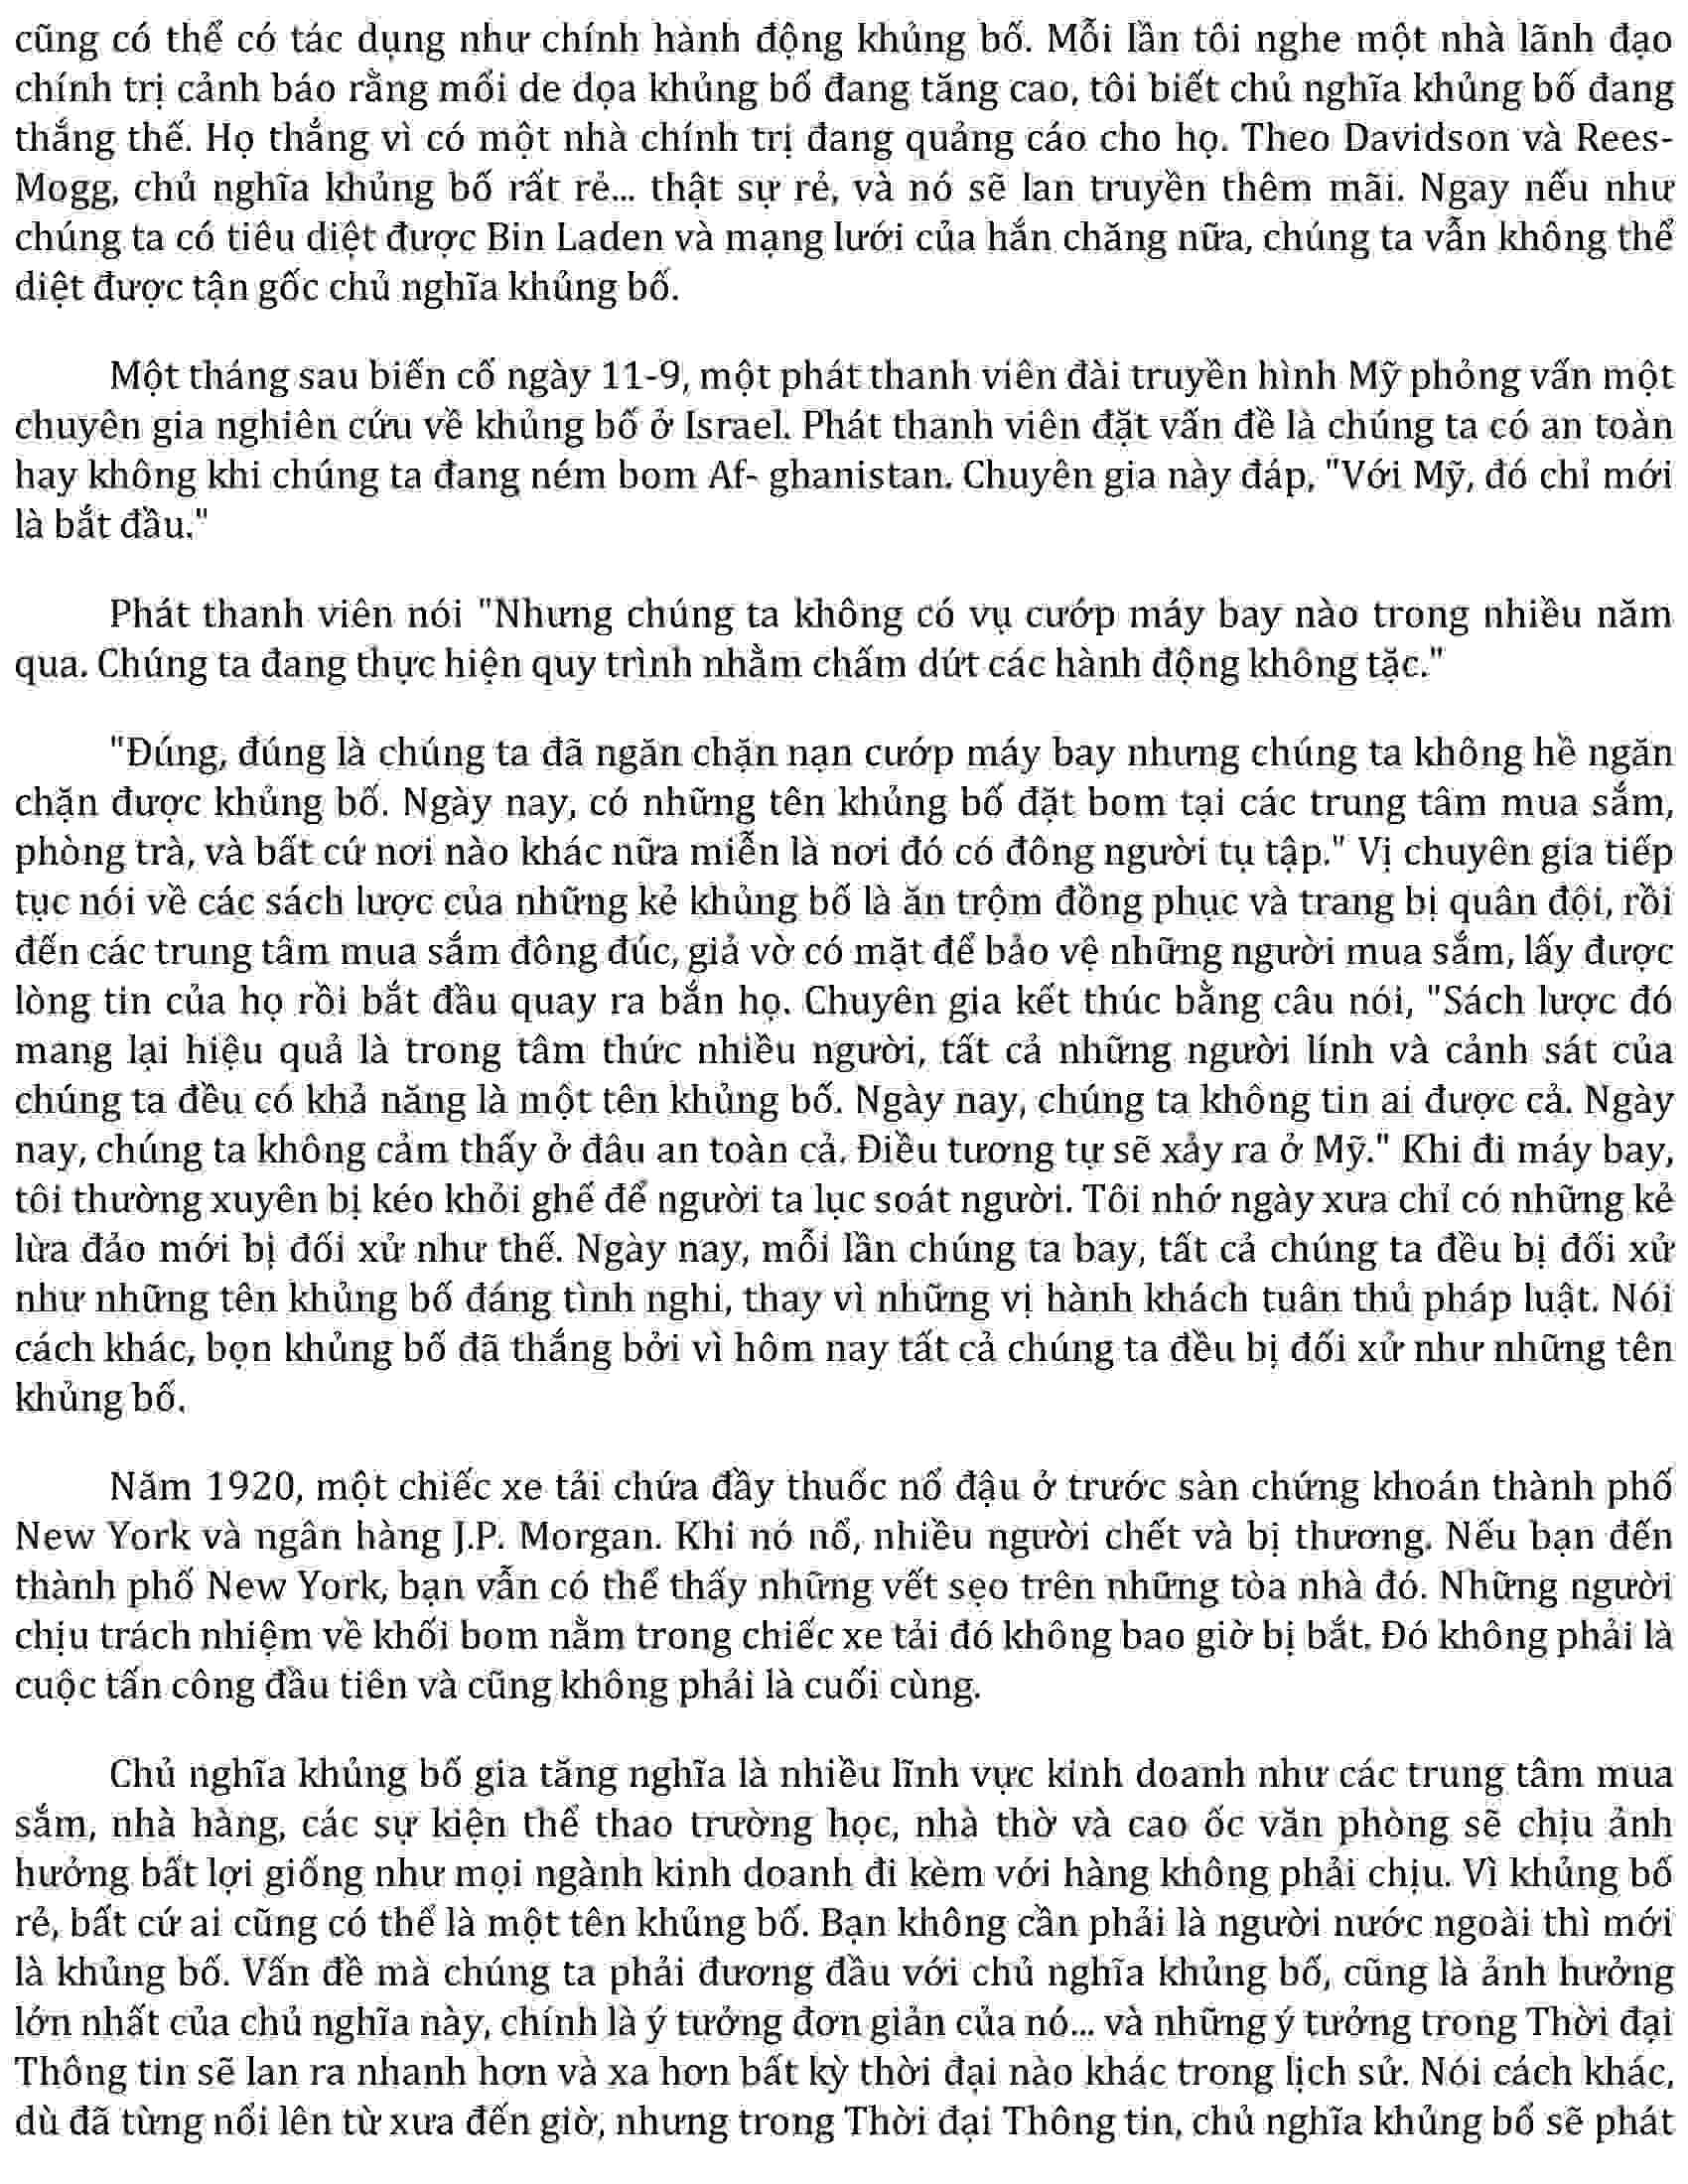 cũng có thể có tác dụng như chính hành động khủng bố. Mỗi lần tôi nghe một nhà lãnh đạo
chính trị cảnh báo rằng mối de dọa khủng bố đang tăng cao, tôi biết chủ nghĩa khủng bố đang
thắng thế. Họ thắng vì có một nhà chính trị đang quảng cáo cho họ. Theo Davidson và Rees-
Mogg, chủ nghĩa khủng bố rất rẻ... thật sự rẻ, và nó sẽ lan truyền thêm mãi. Ngay nếu như
chúng ta có tiêu diệt được Bin Laden và mạng lưới của hắn chăng nữa, chúng ta vẫn không thể
diệt được tận gốc chủ nghĩa khủng bố.
Một tháng sau biến cố ngày 11-9, một phát thanh viên đài truyền hình Mỹ phỏng vấn một
chuyên gia nghiên cứu về khủng bố ở Israel. Phát thanh viên đặt vấn đề là chúng ta có an toàn
hay không khi chúng ta đang ném bom Af- ghanistan. Chuyên gia này đáp, "Với Mỹ, đó chỉ mới
là bắt đầu."
Phát thanh viên nói "Nhưng chúng ta không có vụ cướp máy bay nào trong nhiều năm
qua. Chúng ta đang thực hiện quy trình nhằm chấm dứt các hành động không tặc."
"Đúng, đúng là chúng ta đã ngăn chặn nạn cướp máy bay nhưng chúng ta không hề ngăn
chặn được khủng bố. Ngày nay, có những tên khủng bố đặt bom tại các trung tâm mua sắm,
phòng trà, và bất cứ nơi nào khác nữa miễn là nơi đó có đông người tụ tập." Vị chuyên gia tiếp
tục nói về các sách lược của những kẻ khủng bố là ăn trộm đồng phục và trang bị quân đội, rồi
đến các trung tâm mua sắm đông đúc, giả vờ có mặt để bảo vệ những người mua sắm, lấy được
lòng tin của họ rồi bắt đầu quay ra bắn họ. Chuyên gia kết thúc bằng câu nói, "Sách lược đó
mang lại hiệu quả là trong tâm thức nhiều người, tất cả những người lính và cảnh sát của
chúng ta đều có khả năng là một tên khủng bố. Ngày nay, chúng ta không tin ai được cả. Ngày
nay, chúng ta không cảm thấy ở đâu an toàn cả. Điều tương tự sẽ xảy ra ở Mỹ." Khi đi máy bay,
tôi thường xuyên bị kéo khỏi ghế để người ta lục soát người. Tôi nhớ ngày xưa chỉ có những kẻ
lừa đảo mới bị đối xử như thế. Ngày nay, mỗi lần chúng ta bay, tất cả chúng ta đều bị đối xử
như những tên khủng bố đáng tình nghi, thay vì những vị hành khách tuân thủ pháp luật. Nói
cách khác, bọn khủng bố đã thắng bởi vì hôm nay tất cả chúng ta đều bị đối xử như những tên
khủng bố.
Năm 1920, một chiếc xe tải chứa đầy thuốc nổ đậu ở trước sàn chứng khoán thành phố
New York và ngân hàng J.P. Morgan. Khi nó nổ, nhiều người chết và bị thương. Nếu bạn đến
thành phố New York, bạn vẫn có thể thấy những vết sẹo trên những tòa nhà đó. Những người
chịu trách nhiệm về khối bom nằm trong chiếc xe tải đó không bao giờ bị bắt. Đó không phải là
cuộc tấn công đầu tiên và cũng không phải là cuối cùng.
Chủ nghĩa khủng bố gia tăng nghĩa là nhiều lĩnh vực kinh doanh như các trung tâm mua
sắm, nhà hàng, các sự kiện thể thao trường học, nhà thờ và cao ốc văn phòng sẽ chịu ảnh
hưởng bất lợi giống như mọi ngành kinh doanh đi kèm với hàng không phải chịu. Vì khủng bố
rẻ, bất cứ ai cũng có thể là một tên khủng bố. Bạn không cần phải là người nước ngoài thì mới
là khủng bố. Vấn đề mà chúng ta phải đương đầu với chủ nghĩa khủng bố, cũng là ảnh hưởng
lớn nhất của chủ nghĩa này, chính là ý tưởng đơn giản của nó... và những ý tưởng trong Thời đại
Thông tin sẽ lan ra nhanh hơn và xa hơn bất kỳ thời đại nào khác trong lịch sử. Nói cách khác,
dù đã từng nổi lên từ xưa đến giờ, nhưng trong Thời đại Thông tin, chủ nghĩa khủng bố sẽ phát